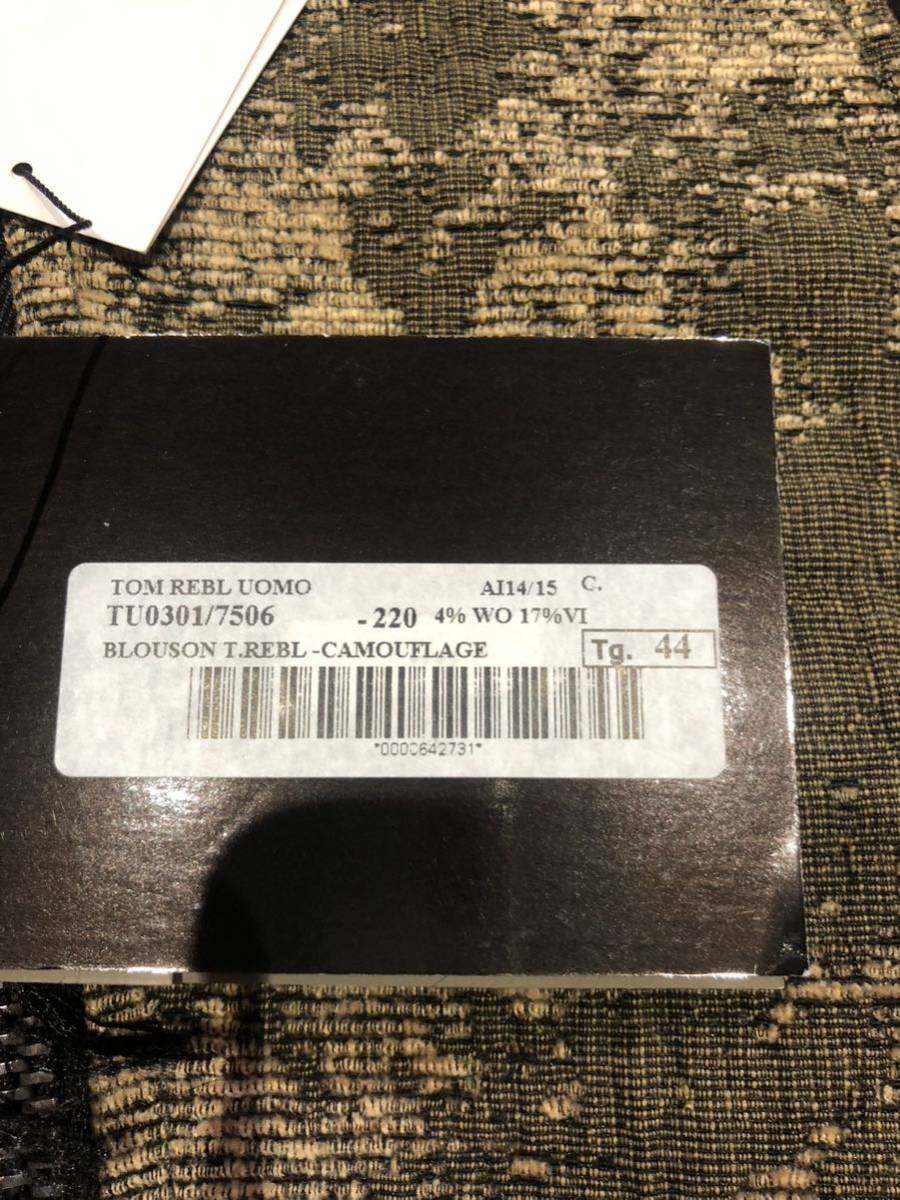 TOM REBL UOMO AI14/15 C.
TU0301/7506 -220 4% WO 17%VI
BLOUSON T.REBL -CAMOUFLAGE Tg. 44
*0000642731*